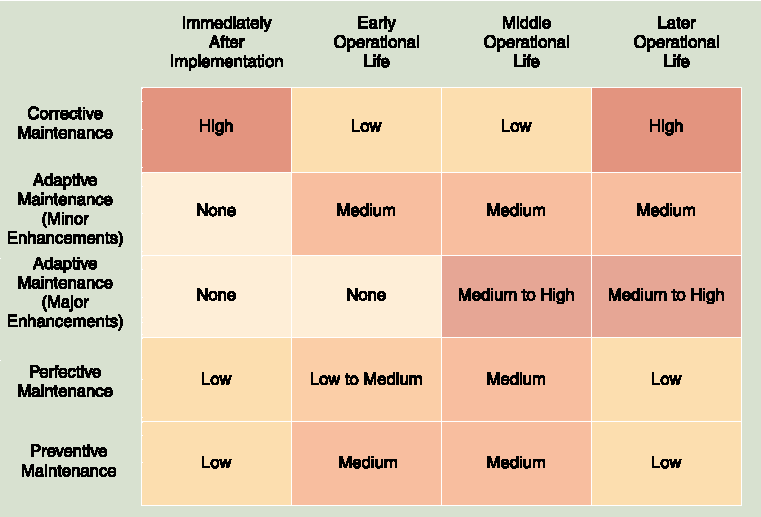 Immediately
After
Implementation
Early
Operational
Life
Middle
Operational
Life
Later
Operational
Life
Corrective
Maintenance
High
Low
Low
High
Adaptive
Maintenance
(Minor
Enhancements)
None
Medium
Medium
Medium
Adaptive
Maintenance
(Major
Enhancements)
None
None
Medium to High
Medium to High
Perfective
Maintenance
Low
Low to Medium
Medium
Low
Preventive
Maintenance
Low
Medium
Medium
Low